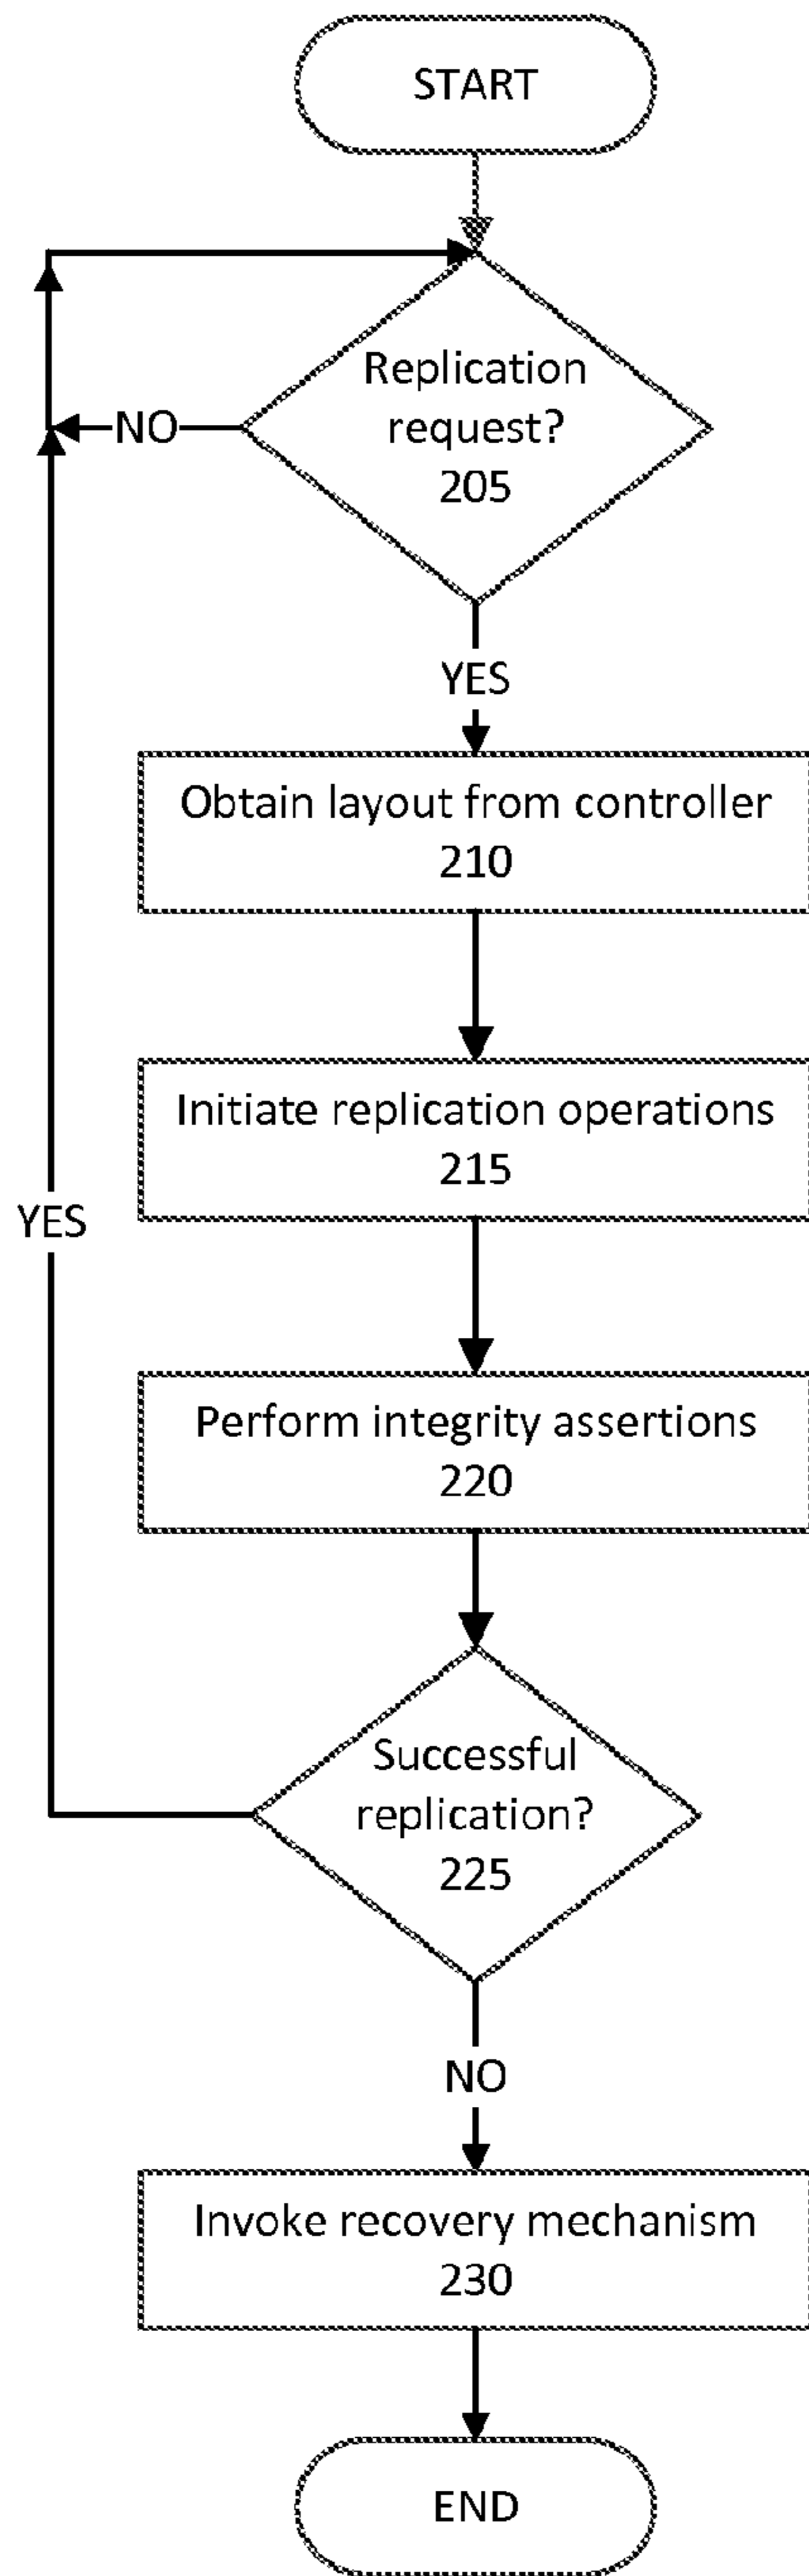 START
Replication
request?
205
NO
YES
Obtain layout from controller
210
Initiate replication operations
215
YES
Perform integrity assertions
220
Successful
replication?
225
NO
Invoke recovery mechanism
230
END